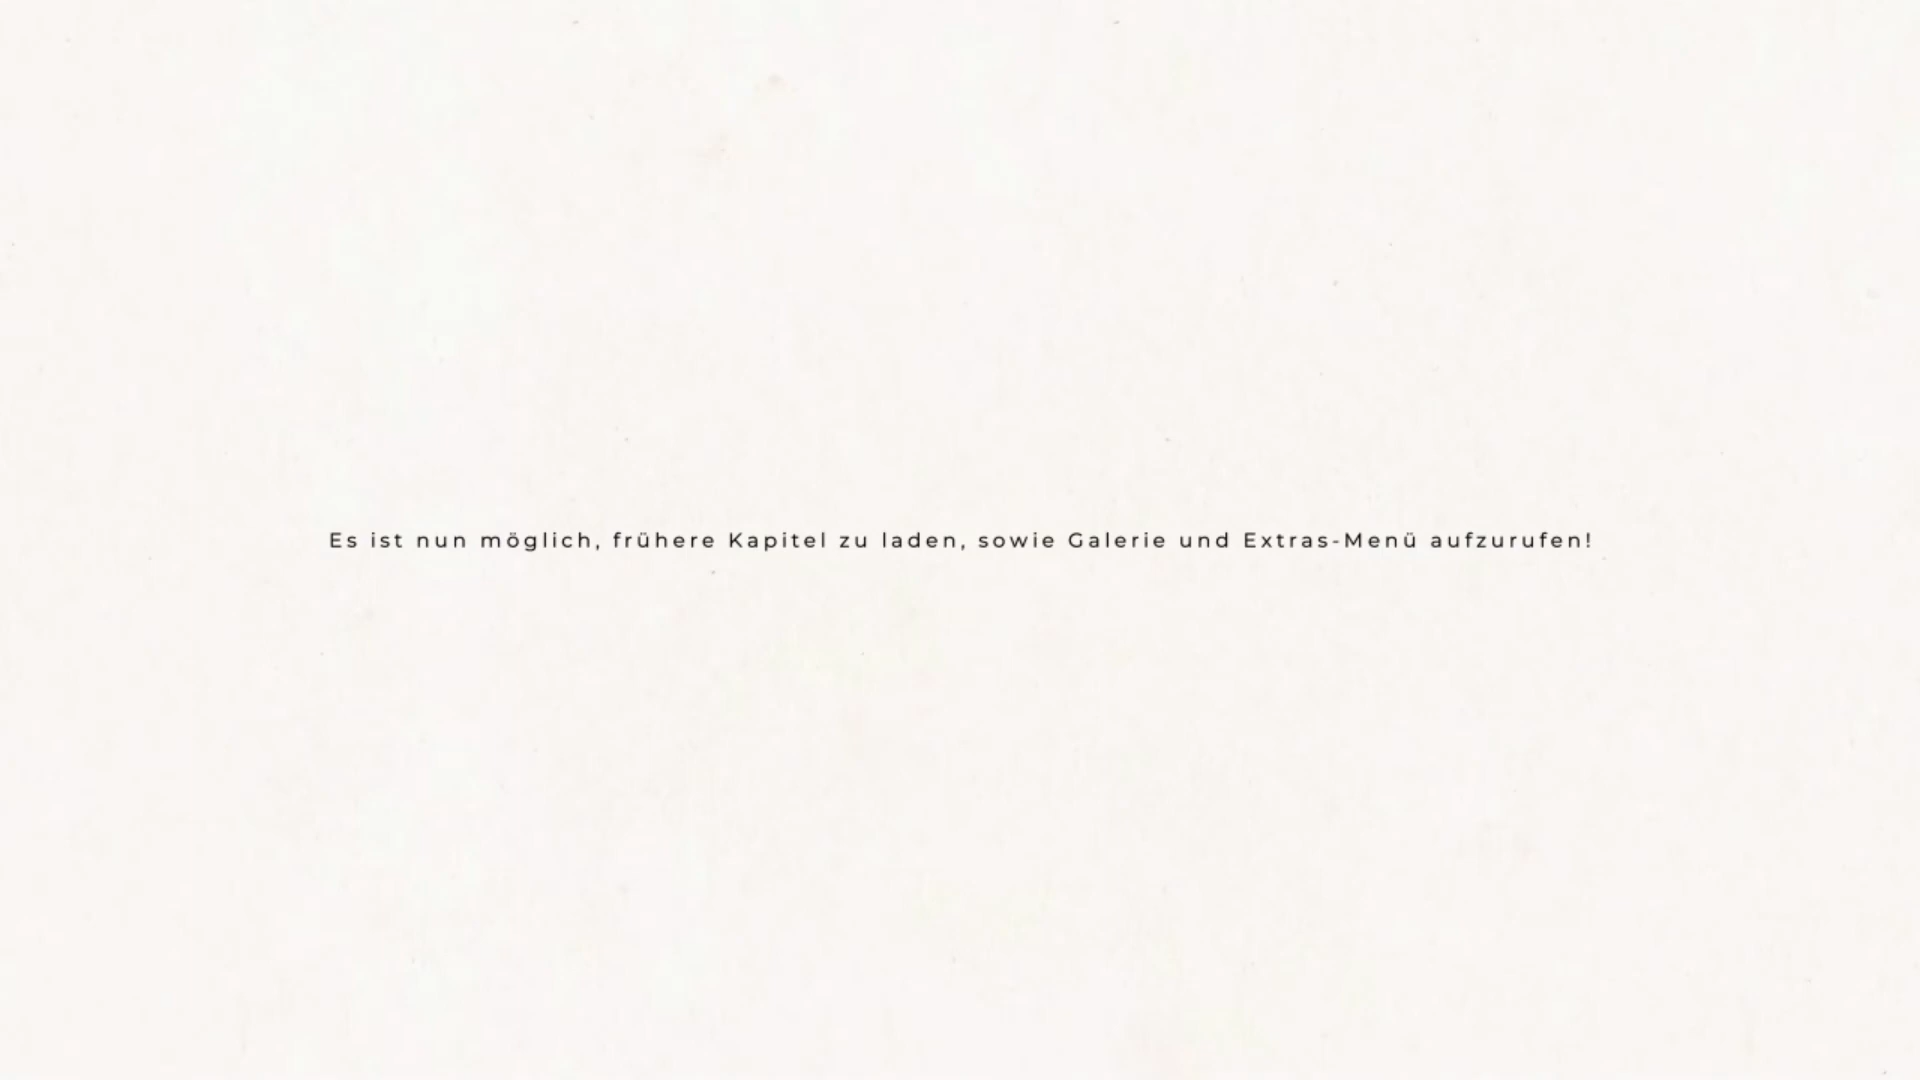 Es ist nun möglich, frühere Kapitel zu laden, sowie Galerie und Extras-Menü aufzurufen!